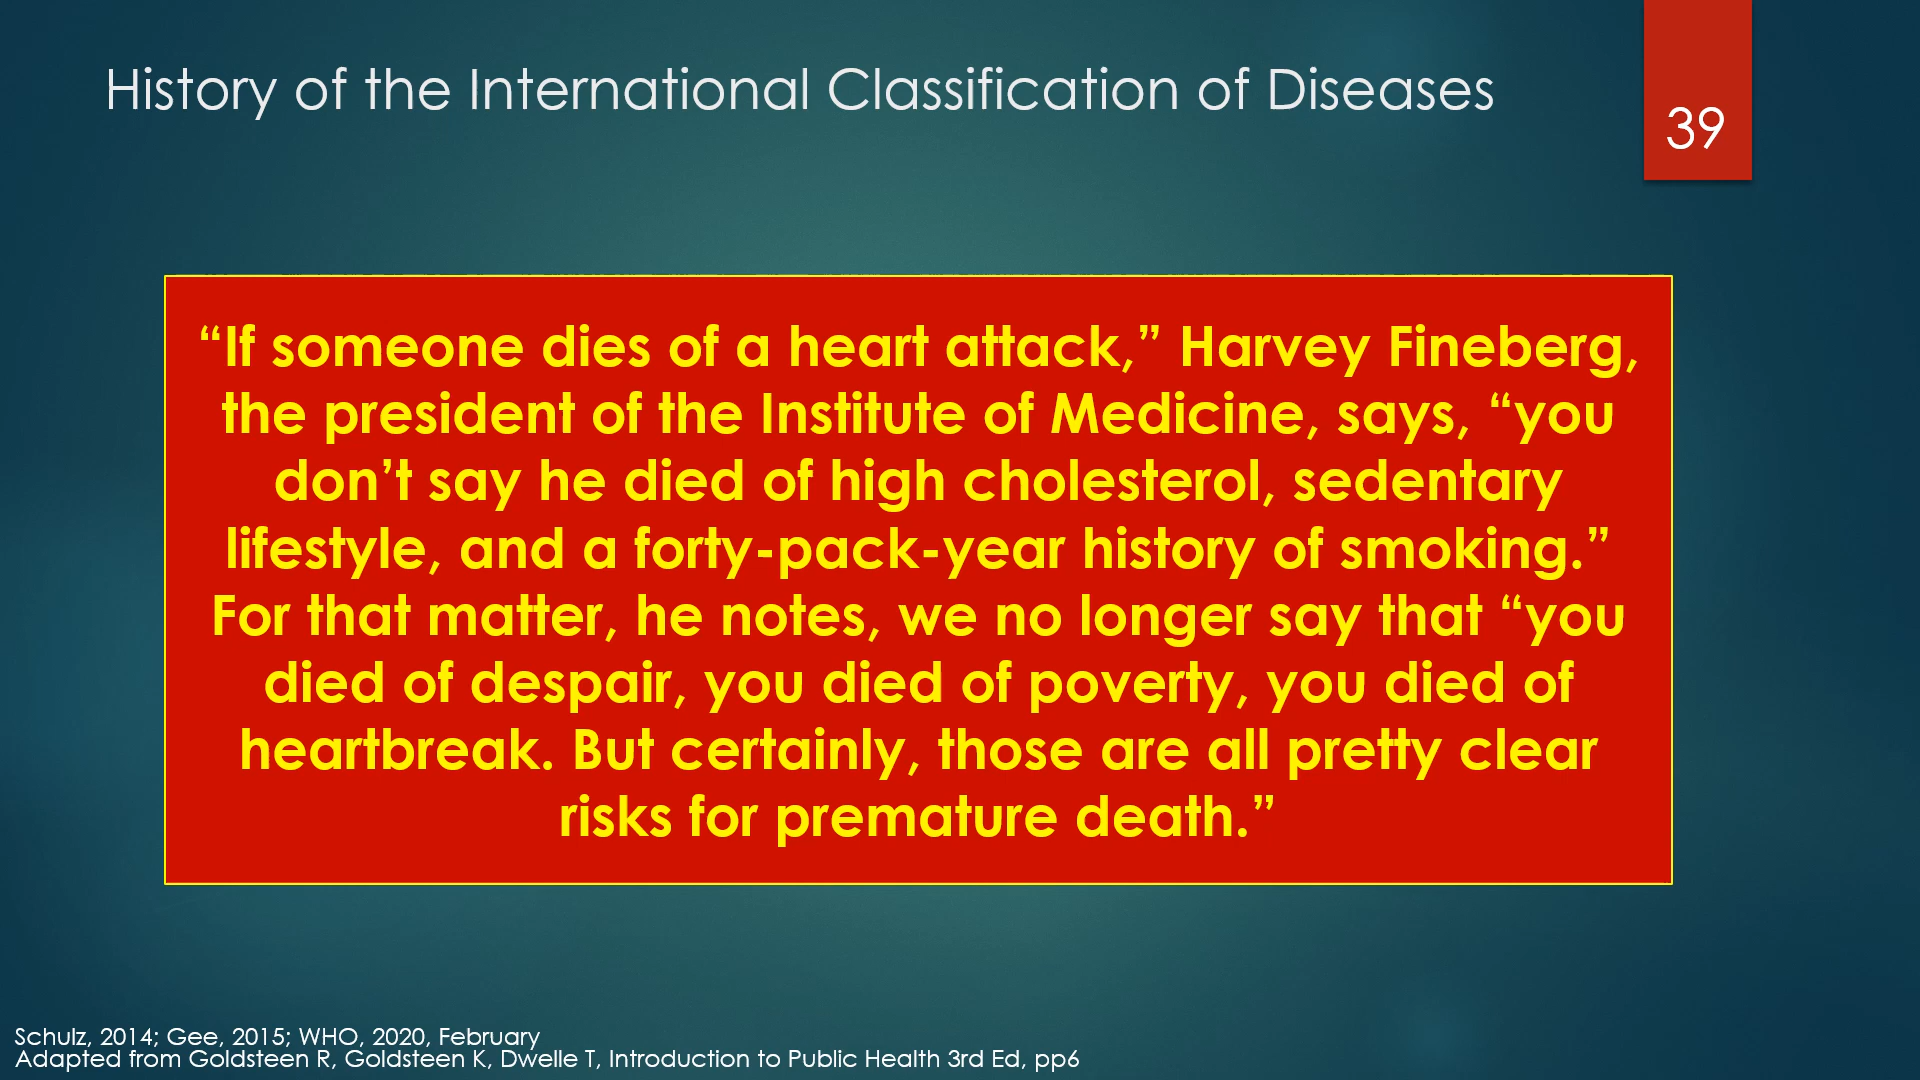 History of the International Classification of Diseases
39
“If someone dies of a heart attack,” Harvey Fineberg,
the president of the Institute of Medicine, says, “you
don’t say he died of high cholesterol, sedentary
lifestyle, and a forty-pack-year history of smoking.”
For that matter, he notes, we no longer say that “you
died of despair, you died of poverty, you died of
heartbreak. But certainly, those are all pretty clear
risks for premature death.”
Schulz, 2014; Gee, 2015; WHO, 2020, February
Adapted from Goldsteen R, Goldsteen K, Dwelle T, Introduction to Public Health 3rd Ed, pp6